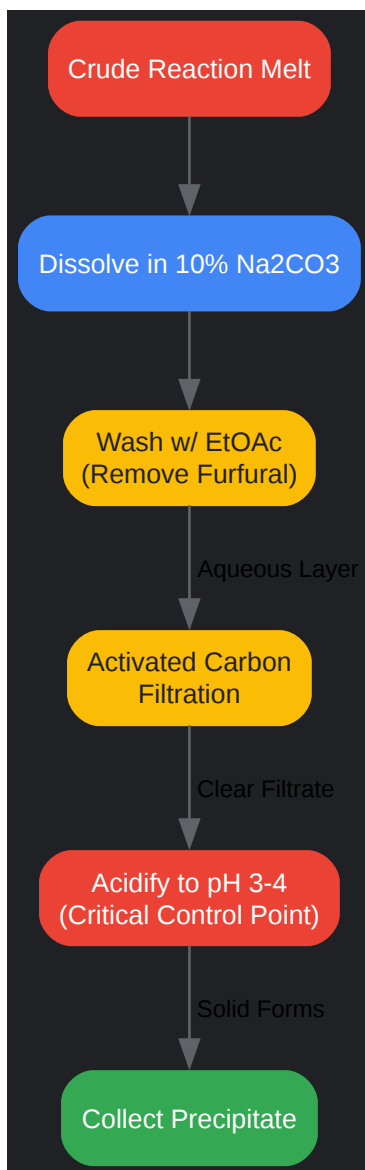 Crude Reaction Melt
Dissolve in 10% Na2CO3
Wash w/ EtOAc
(Remove Furfural)
Aqueous Layer
Activated Carbon
Filtration
Clear Filtrate
Acidify to pH 3-4
(Critical Control Point)
Solid Forms
Collect Precipitate